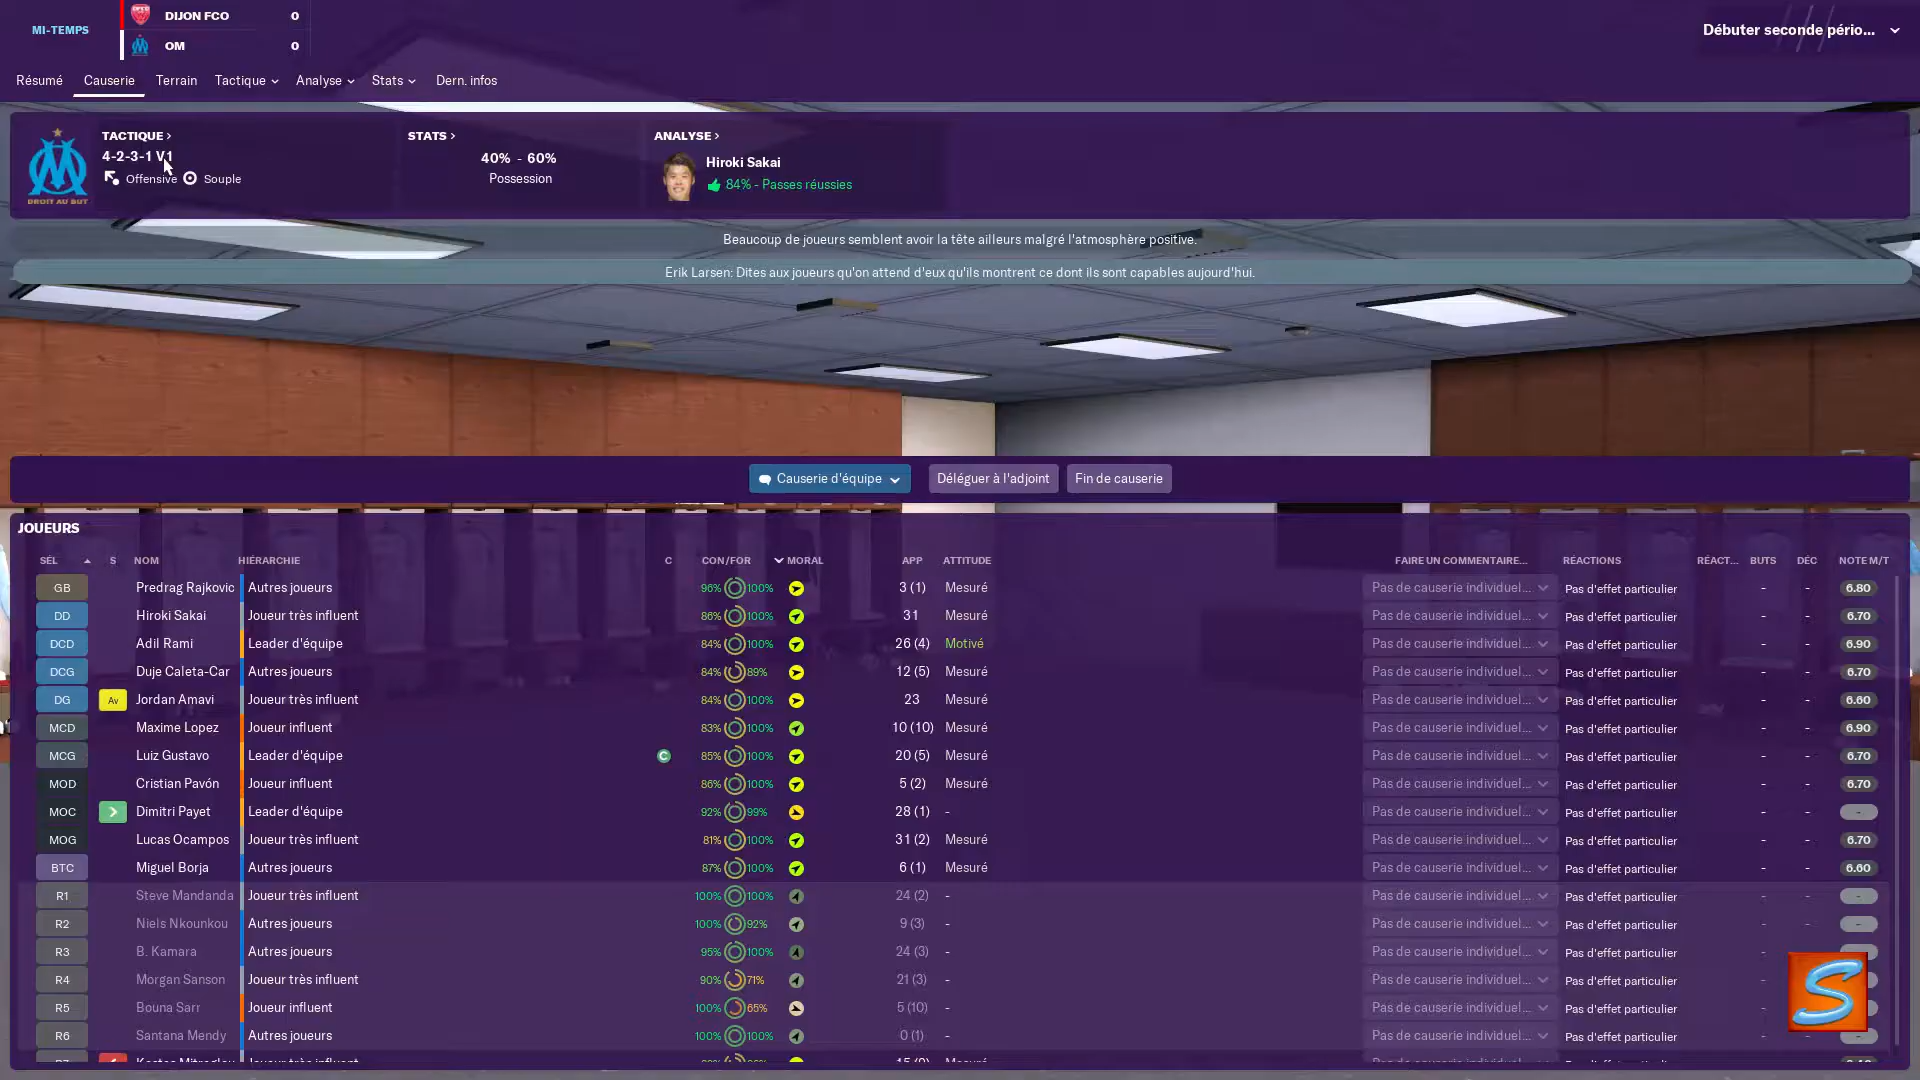 MI-TEMPS
DIJON FCO 0
OM 0
Débuter seconde pério...
Résumé Causerie Terrain Tactique Analyse Stats Dern. infos
TACTIQUE >
4-2-3-1 V1
Offensive Souple
DROIT AU BUT
STATS >
40% - 60%
Possession
ANALYSE >
Hiroki Sakai
84% - Passes réussies
Beaucoup de joueurs semblent avoir la tête ailleurs malgré l'atmosphère positive.
Erik Larsen: Dites aux joueurs qu'on attend d'eux qu'ils montrent ce dont ils sont capables aujourd'hui.
Causerie d'équipe Déléguer à l'adjoint Fin de causerie
JOUEURS
SÉL S NOM HIÉRARCHIE C CON/FOR MORAL APP ATTITUDE FAIRE UN COMMENTAIRE... RÉACTIONS RÉACT... BUTS DÉC NOTE M/T
GB Predrag Rajkovic Autres joueurs 96% 100% 3 (1) Mesuré Pas de causerie individuel... Pas d'effet particulier - - 6.80
DD Hiroki Sakai Joueur très influent 86% 100% 31 Mesuré Pas de causerie individuel... Pas d'effet particulier - - 6.70
DCD Adil Rami Leader d'équipe 84% 100% 26 (4) Motivé Pas de causerie individuel... Pas d'effet particulier - - 6.90
DCG Duje Caleta-Car Autres joueurs 84% 89% 12 (5) Mesuré Pas de causerie individuel... Pas d'effet particulier - - 6.70
DG Av Jordan Amavi Joueur très influent 84% 100% 23 Mesuré Pas de causerie individuel... Pas d'effet particulier - - 6.60
MCD Maxime Lopez Joueur influent 83% 100% 10 (10) Mesuré Pas de causerie individuel... Pas d'effet particulier - - 6.90
MCG Luiz Gustavo Leader d'équipe C 85% 100% 20 (5) Mesuré Pas de causerie individuel... Pas d'effet particulier - - 6.70
MOD Cristian Pavón Joueur influent 86% 100% 5 (2) Mesuré Pas de causerie individuel... Pas d'effet particulier - - 6.70
MOC Dimitri Payet Leader d'équipe 92% 99% 28 (1) - Pas de causerie individuel... Pas d'effet particulier - - -
MOG Lucas Ocampos Joueur très influent 81% 100% 31 (2) Mesuré Pas de causerie individuel... Pas d'effet particulier - - 6.70
BTC Miguel Borja Autres joueurs 87% 100% 6 (1) Mesuré Pas de causerie individuel... Pas d'effet particulier - - 6.60
R1 Steve Mandanda Joueur très influent 100% 100% 24 (2) - Pas de causerie individuel... Pas d'effet particulier - - -
R2 Niels Nkounkou Autres joueurs 100% 92% 9 (3) - Pas de causerie individuel... Pas d'effet particulier - - -
R3 B. Kamara Autres joueurs 95% 100% 24 (3) - Pas de causerie individuel... Pas d'effet particulier - -
R4 Morgan Sanson Joueur très influent 90% 71% 21 (3) - Pas de causerie individuel... Pas d'effet particulier -
R5 Bouna Sarr Joueur influent 100% 65% 5 (10) - Pas de causerie individuel... Pas d'effet particulier -
R6 Santana Mendy Autres joueurs 100% 100% 0 (1) - Pas de causerie individuel... Pas d'effet particulier - - -
S